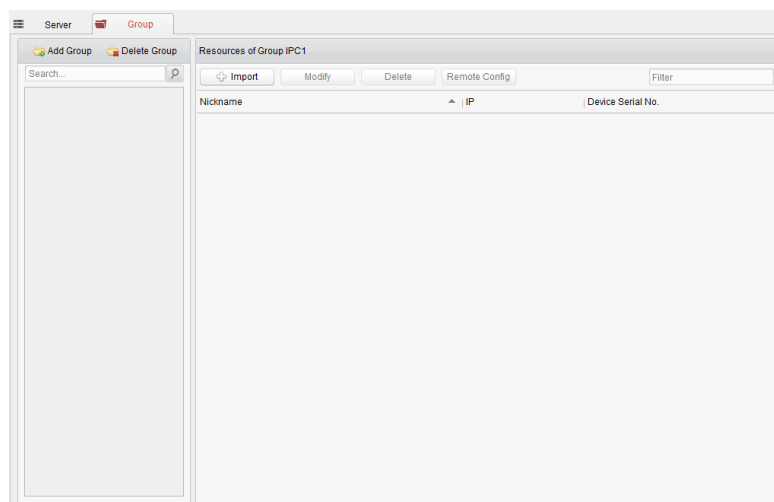 Server Group
Add Group Delete Group Resources of Group IPC1
Search... Import Modify Delete Remote Config Filter
Nickname IP Device Serial No.